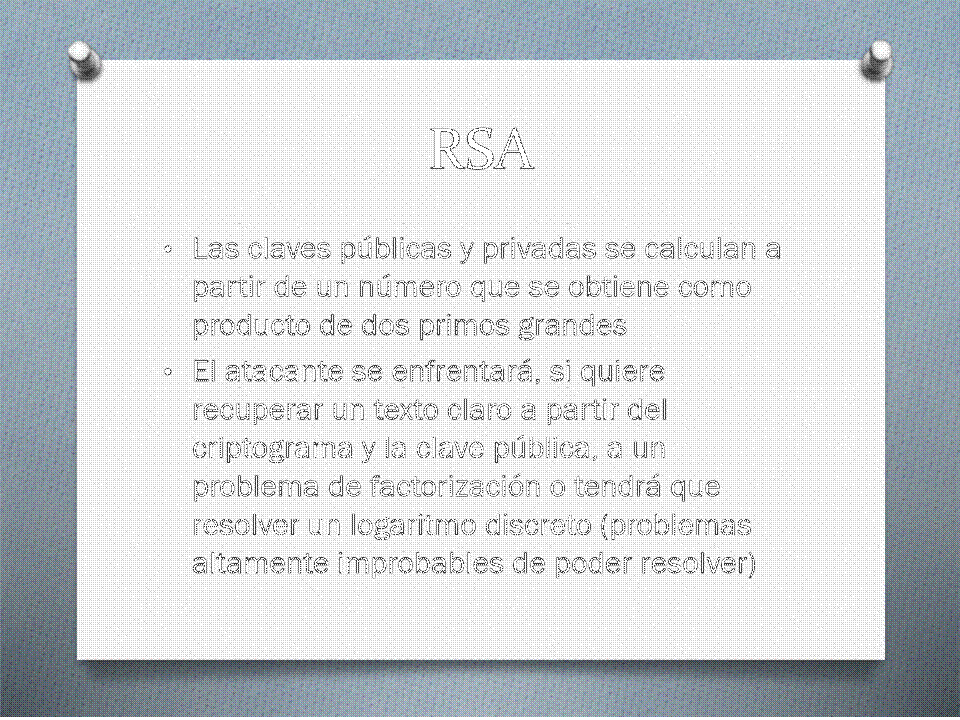 RSA
• Las claves públicas y privadas se calculan a
partir de un número que se obtiene como
producto de dos primos grandes
• El atacante se enfrentará, si quiere
recuperar un texto claro a partir del
criptograma y la clave pública, a un
problema de factorización o tendrá que
resolver un logaritmo discreto (problemas
altamente improbables de poder resolver)